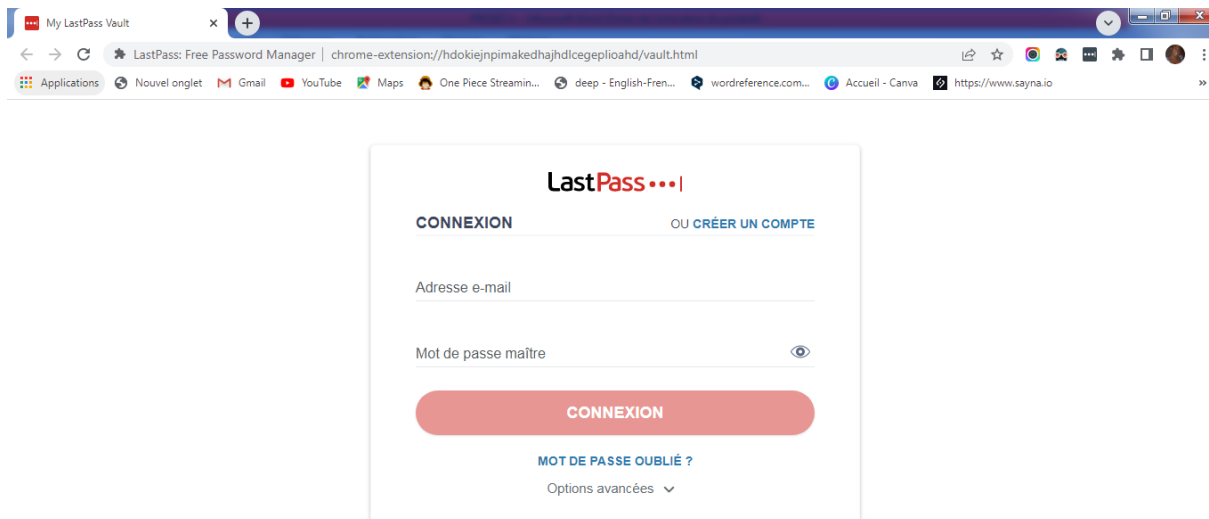 My LastPass Vault
LastPass: Free Password Manager | chrome-extension://hdokiejnpimakedhajhdlcegeplioahd/vault.html
Applications Nouvel onglet Gmail YouTube Maps One Piece Streamin... deep - English-Fren... wordreference.com... Accueil - Canva https://www.sayna.io »
LastPass
CONNEXION OU CRÉER UN COMPTE
Adresse e-mail
Mot de passe maître
CONNEXION
MOT DE PASSE OUBLIÉ ?
Options avancées